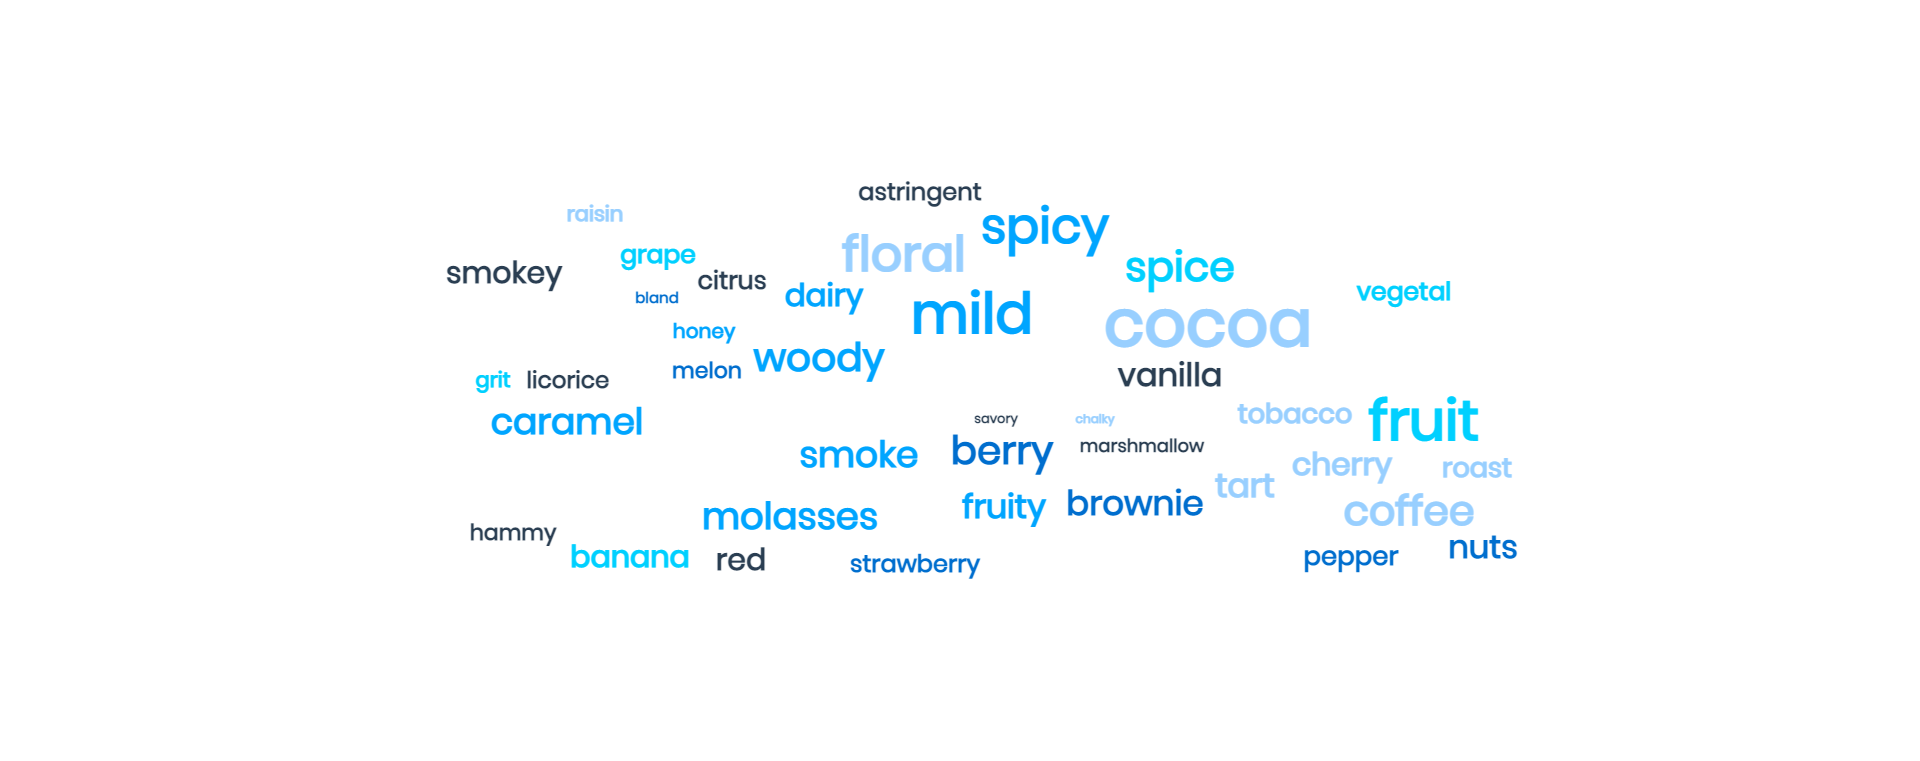 astringent
raisin
spicy
floral
grape
spice
smokey
citrus
vegetal
dairy
bland
mild
cocoa
honey
woody
melon
vanilla
grit
licorice
tobacco
fruit
savory
chalky
caramel
marshmallow
berry
smoke
cherry
roast
tart
brownie
fruity
coffee
molasses
hammy
nuts
banana
red
pepper
strawberry